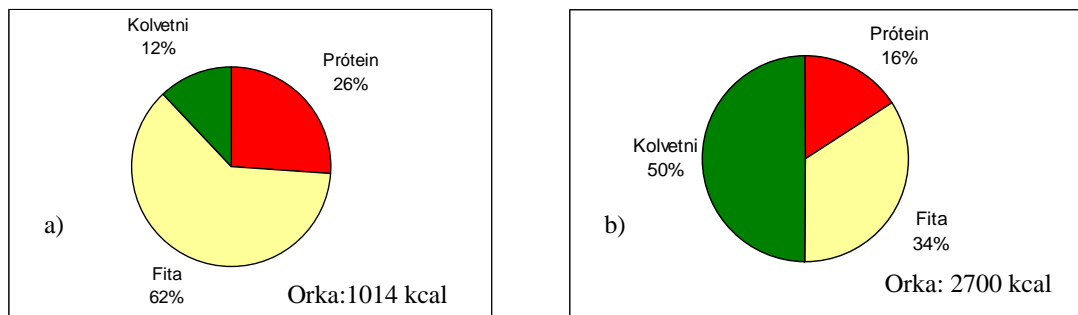 Kolvetni
12%
Prótein
26%
a)
Fita
62%
Orka:1014 kcal
Prótein
16%
Kolvetni
50%
b)
Fita
34%
Orka: 2700 kcal